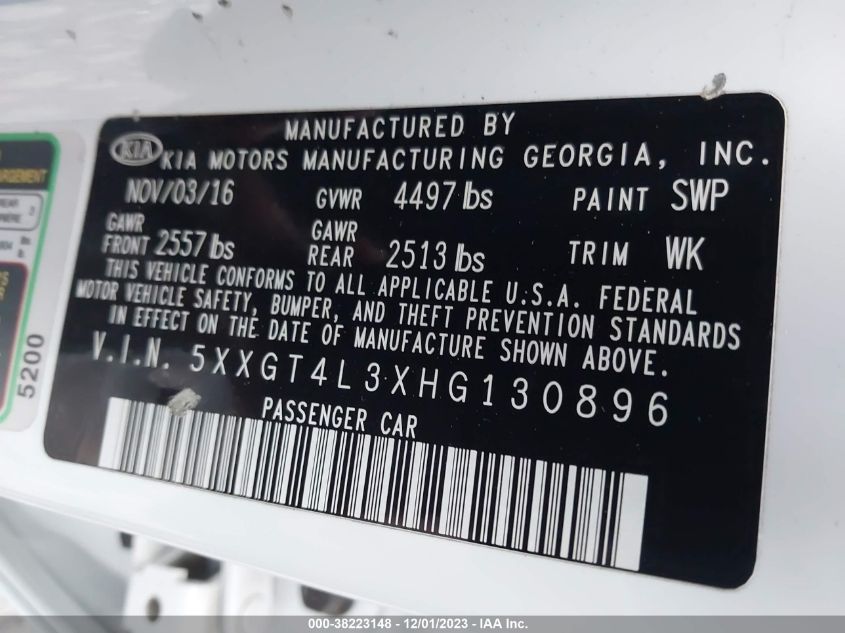 MANUFACTURED BY
KIA KIA MOTORS MANUFACTURING GEORGIA, INC.
NOV/03/16 GVWR 4497 lbs PAINT SWP
GAWR FRONT 2557 lbs GAWR REAR 2513 lbs TRIM WK
THIS VEHICLE CONFORMS TO ALL APPLICABLE U.S.A. FEDERAL
MOTOR VEHICLE SAFETY, BUMPER, AND THEFT PREVENTION STANDARDS
IN EFFECT ON THE DATE OF MANUFACTURE SHOWN ABOVE.
V.I.N. 5XXGT4L3XHG130896
PASSENGER CAR
5200
000-38223148 - 12/01/2023 - IAA Inc.